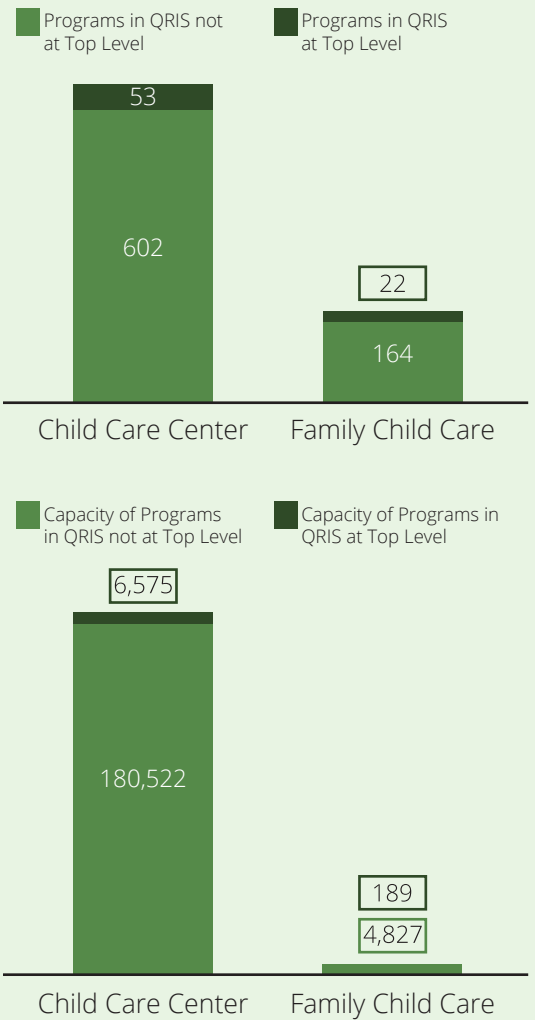 Programs in QRIS not
at Top Level
Programs in QRIS
at Top Level
53
602
22
164
Child Care Center
Family Child Care
Capacity of Programs
in QRIS not at Top Level
Capacity of Programs in
QRIS at Top Level
6,575
180,522
189
4,827
Child Care Center
Family Child Care